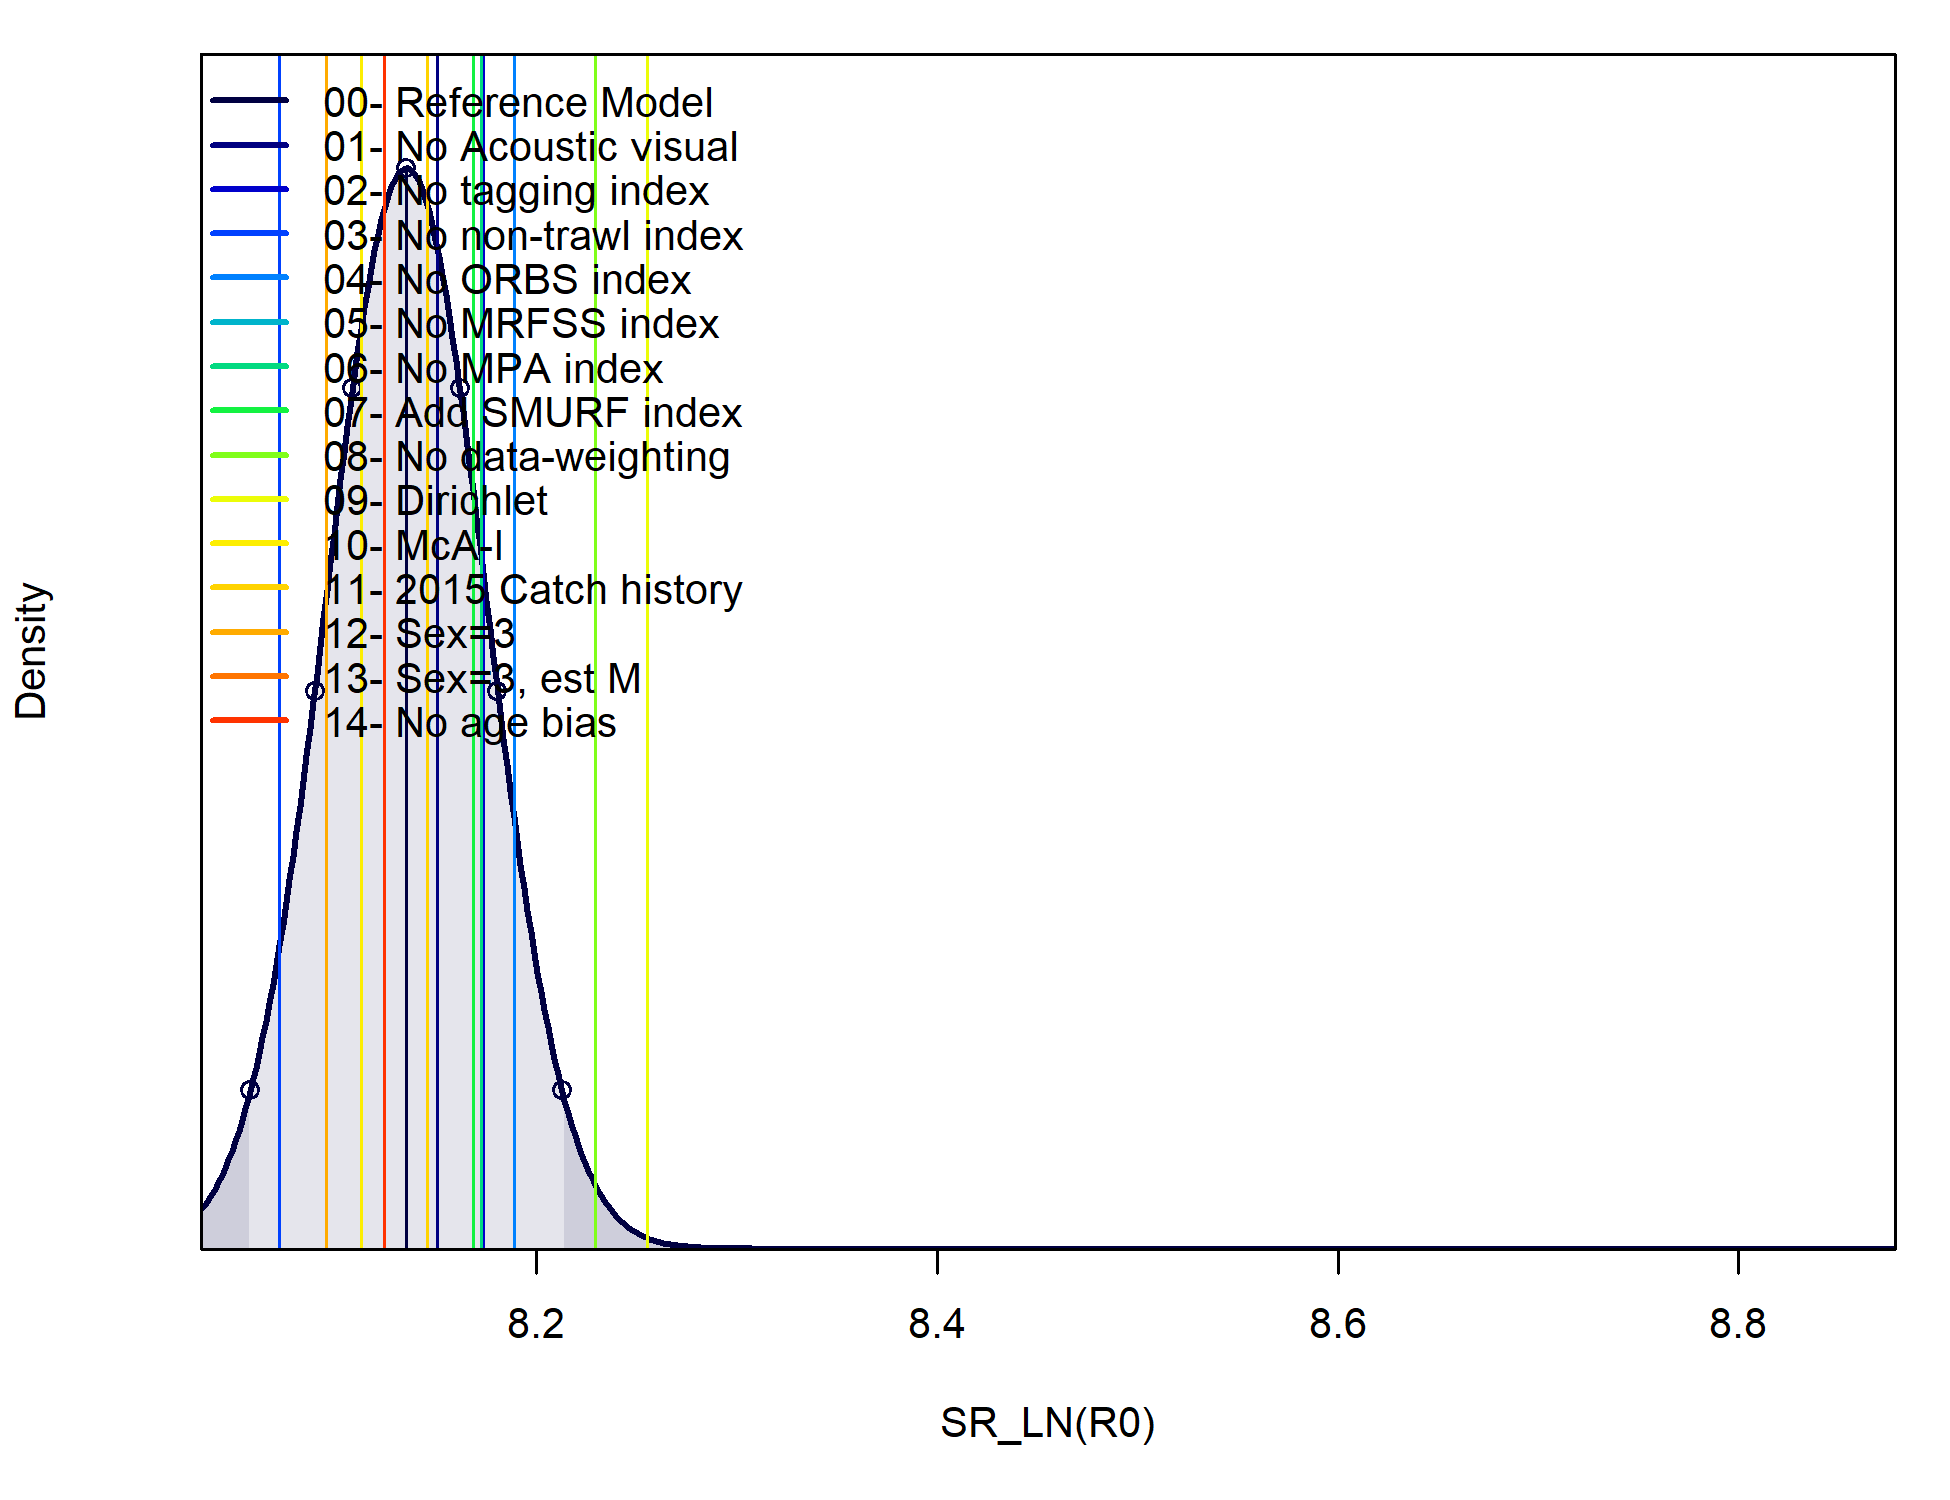 00- Reference Model
01- No Acoustic visual
02- No tagging index
03- No non-trawl index
04- No ORBS index
05- No MRFSS index
06- No MPA index
07- Add SMURF index
08- No data-weighting
09- Dirichlet
10- McA-I
11- 2015 Catch history
12- Sex=3
13- Sex=3, est M
14- No age bias
Density
8.2 8.4 8.6 8.8
SR_LN(R0)